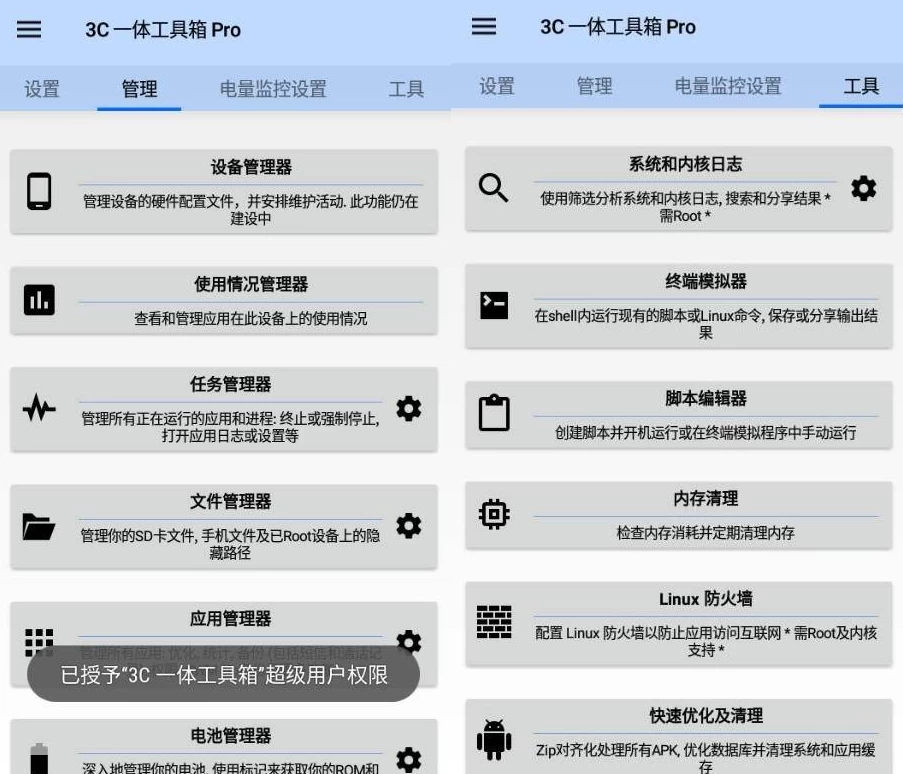 3C 一体工具箱 Pro
设置 管理 电量监控设置 工具
设备管理器
管理设备的硬件配置文件，并安排维护活动. 此功能仍在
建设中
使用情况管理器
查看和管理应用在此设备上的使用情况
任务管理器
管理所有正在运行的应用和进程: 终止或强制停止,
打开应用日志或设置等
文件管理器
管理你的SD卡文件, 手机文件及已Root设备上的隐
藏路径
应用管理器
管理所有应用: 优化, 统计, 备份 (包括短信和通话记
已授予“3C 一体工具箱”超级用户权限
电池管理器
深入地管理你的电池, 使用标记来获取你的ROM和
3C 一体工具箱 Pro
设置 管理 电量监控设置 工具
系统和内核日志
使用筛选分析系统和内核日志, 搜索和分享结果 *
需Root *
终端模拟器
在shell内运行现有的脚本或Linux命令, 保存或分享输出结
果
脚本编辑器
创建脚本并开机运行或在终端模拟程序中手动运行
内存清理
检查内存消耗并定期清理内存
Linux 防火墙
配置 Linux 防火墙以防止应用访问互联网 * 需Root及内核
支持 *
快速优化及清理
Zip对齐化处理所有APK, 优化数据库并清理系统和应用缓
存